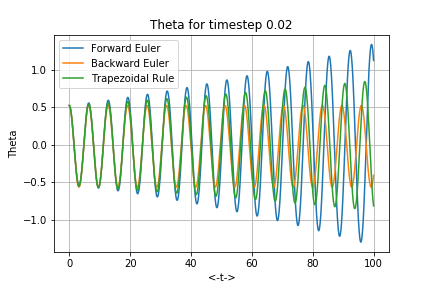 Theta for timestep 0.02
Forward Euler
Backward Euler
Trapezoidal Rule
1.0
0.5
0.0
−0.5
−1.0
Theta
0 20 40 60 80 100
<-t->